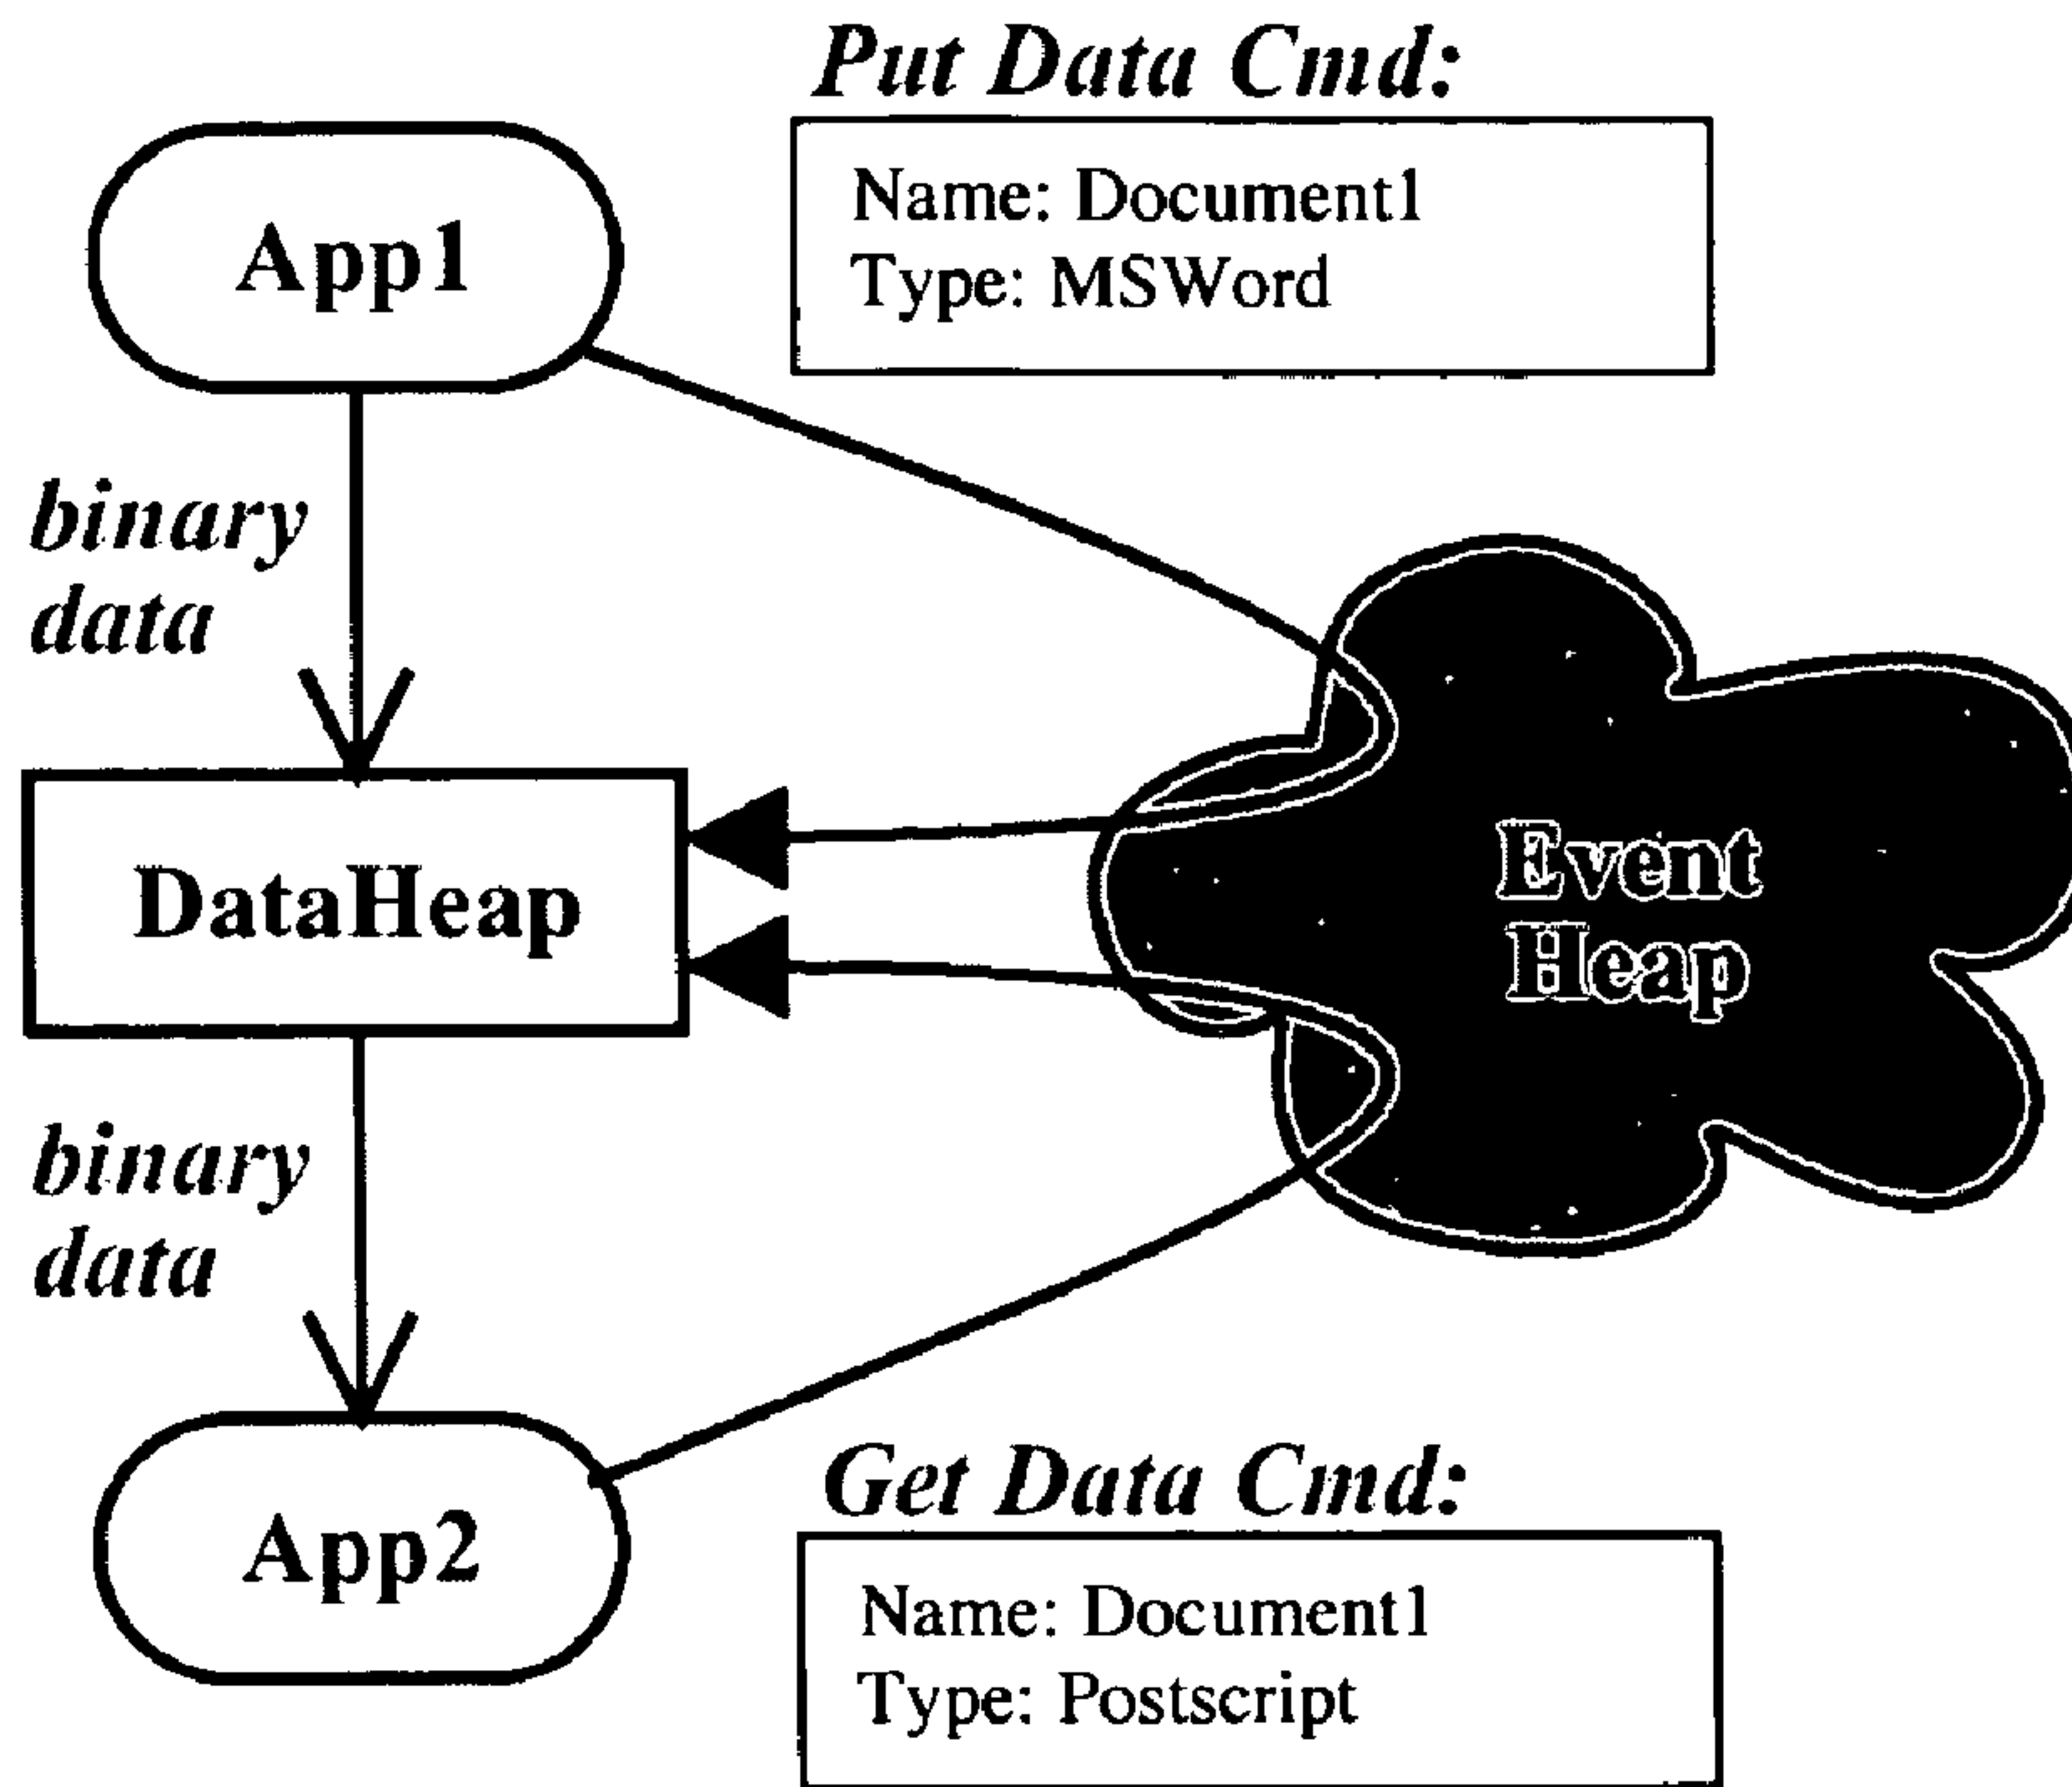 Put Data Cmd:
Name: Document1
Type: MSWord
App1
binary
data
DataHeap
Event
Heap
binary
data
App2
Get Data Cmd:
Name: Document1
Type: Postscript